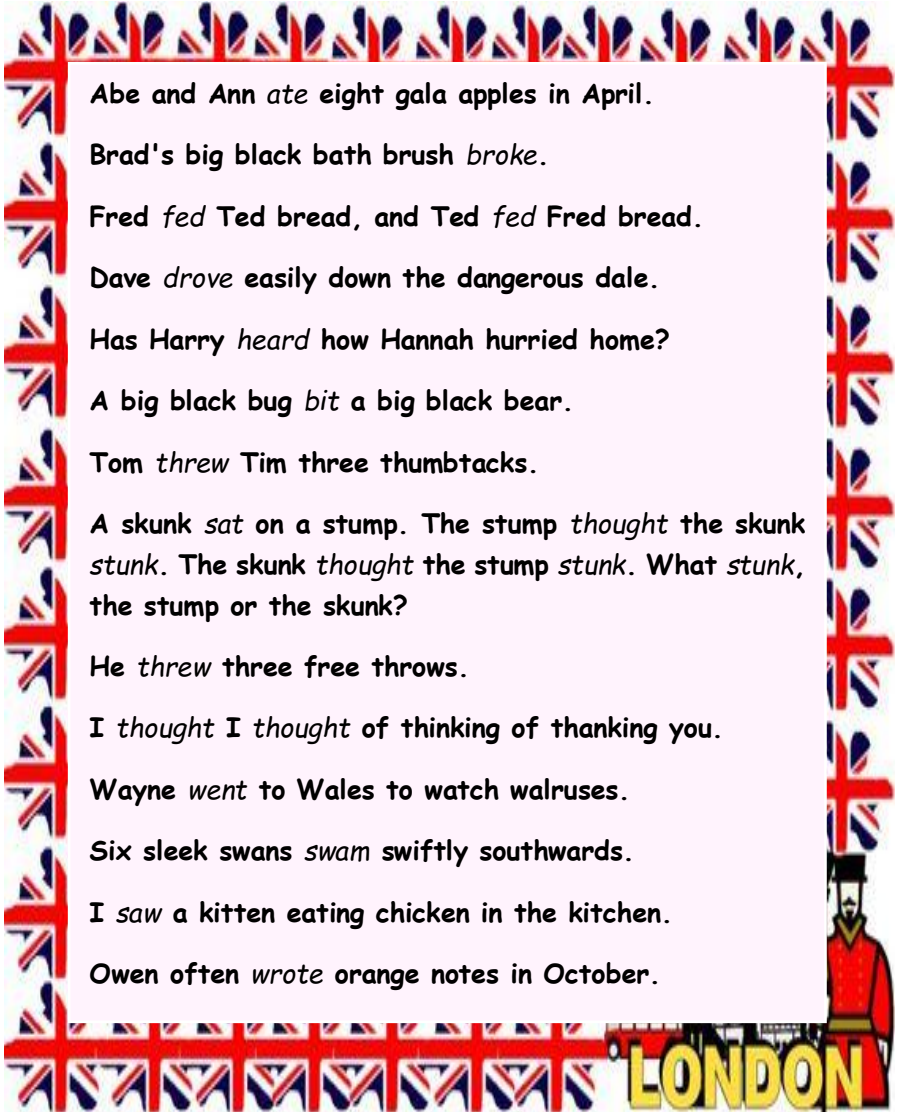 Abe and Ann ate eight gala apples in April.
Brad's big black bath brush broke.
Fred fed Ted bread, and Ted fed Fred bread.
Dave drove easily down the dangerous dale.
Has Harry heard how Hannah hurried home?
A big black bug bit a big black bear.
Tom threw Tim three thumbtacks.
A skunk sat on a stump. The stump thought the skunk
stunk. The skunk thought the stump stunk. What stunk,
the stump or the skunk?
He threw three free throws.
I thought I thought of thinking of thanking you.
Wayne went to Wales to watch walruses.
Six sleek swans swam swiftly southwards.
I saw a kitten eating chicken in the kitchen.
Owen often wrote orange notes in October.
LONDON